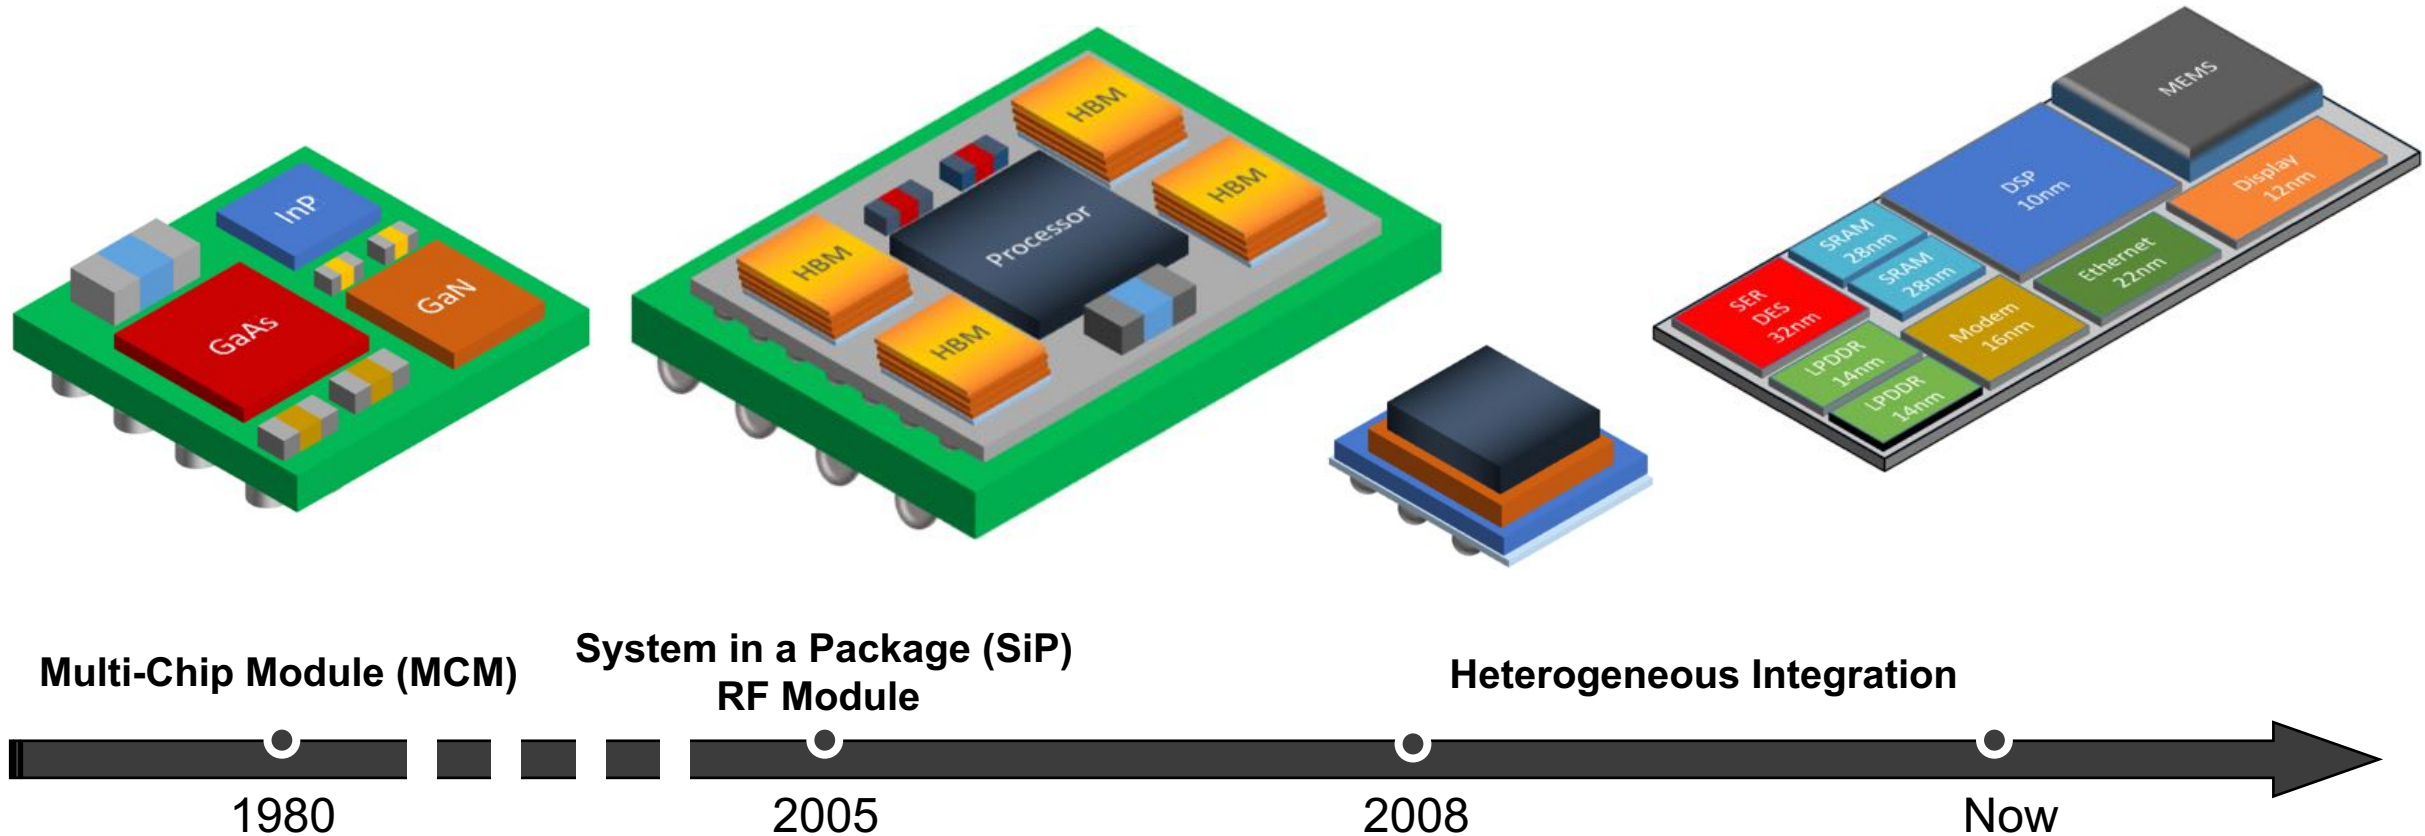 InP
GaAs
GaN
HBM
HBM
HBM
HBM
Processor
MEMS
DSP
10nm
Display
12nm
SRAM
28nm
SRAM
28nm
Ethernet
22nm
SER
DES
32nm
Modem
16nm
LPDDR
14nm
LPDDR
14nm
Multi-Chip Module (MCM)
System in a Package (SiP)
RF Module
Heterogeneous Integration
1980
2005
2008
Now